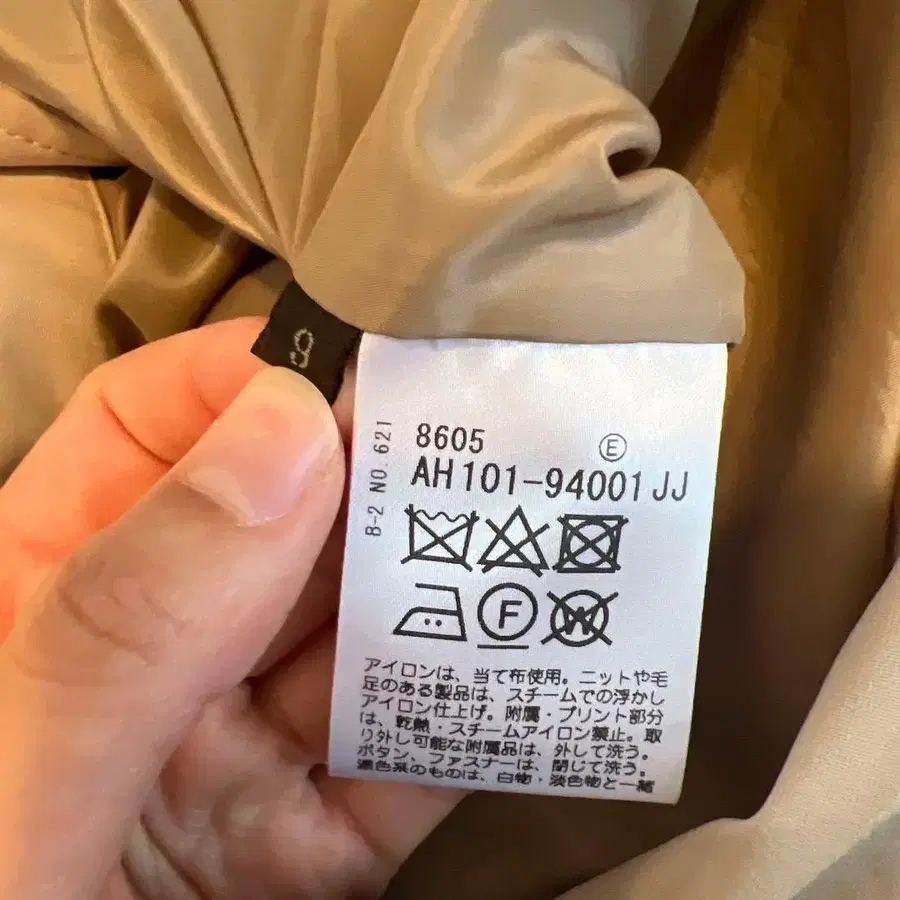 9
B-2 NO.621
8605 E
AH101-94001JJ
F W
アイロンは、当て布使用。ニットや毛
足のある製品は、スチームでの浮かし
アイロン仕上げ。附属・プリント部分
は、乾熱・スチームアイロン禁止。取
り外し可能な附属品は、外して洗う。
ボタン、ファスナーは、閉じて洗う。
濃色系のものは、白物・淡色物と一緒